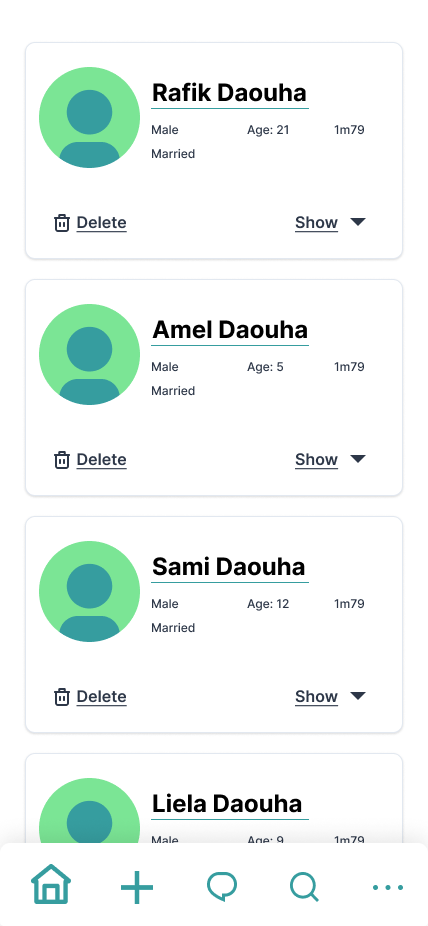 Rafik Daouha
Male Age: 21 1m79
Married
Delete Show
Amel Daouha
Male Age: 5 1m79
Married
Delete Show
Sami Daouha
Male Age: 12 1m79
Married
Delete Show
Liela Daouha
Male Age: 9 1m79